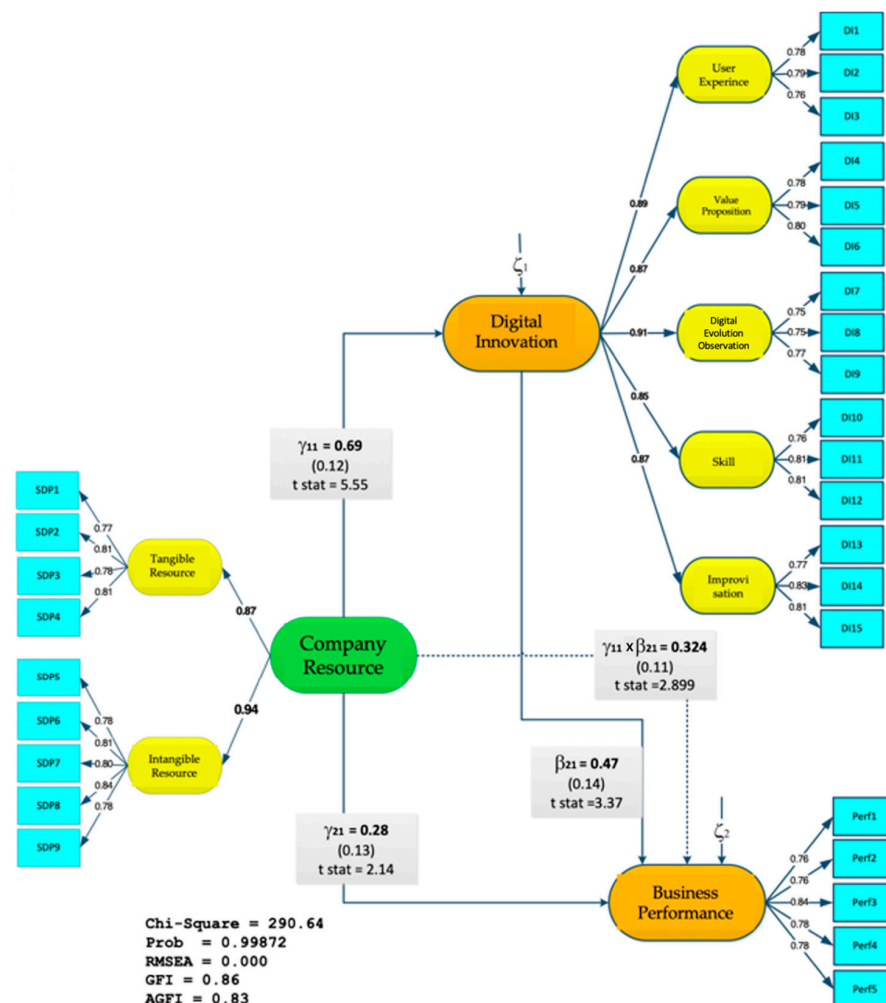 DI1
0.78
User
Experince
0.79
DI2
0.76
DI3
0.89
DI4
0.78
Value
Proposition
0.79
DI5
0.80
DI6
ζ1
0.87
DI7
0.75
Digital
Innovation
0.91
Digital
Evolution
Observation
0.75
DI8
0.77
DI9
0.85
DI10
0.76
Skill
0.81
DI11
0.81
DI12
0.87
DI13
0.77
Improvi
sation
0.83
DI14
0.81
DI15
γ11 = 0.69
(0.12)
t stat = 5.55
SDP1
0.77
SDP2
0.81
Tangible
Resource
SDP3
0.78
SDP4
0.81
0.87
Company
Resource
γ11 x β21 = 0.324
(0.11)
t stat =2.899
SDP5
0.78
0.94
SDP6
0.81
Intangible
Resource
SDP7
0.80
SDP8
0.84
SDP9
0.78
β21 = 0.47
(0.14)
t stat =3.37
γ21 = 0.28
(0.13)
t stat = 2.14
ζ2
Perf1
0.76
Perf2
0.76
Business
Performance
0.84
Perf3
0.78
Perf4
0.78
Perf5
Chi-Square = 290.64
Prob = 0.99872
RMSEA = 0.000
GFI = 0.86
AGFI = 0.83